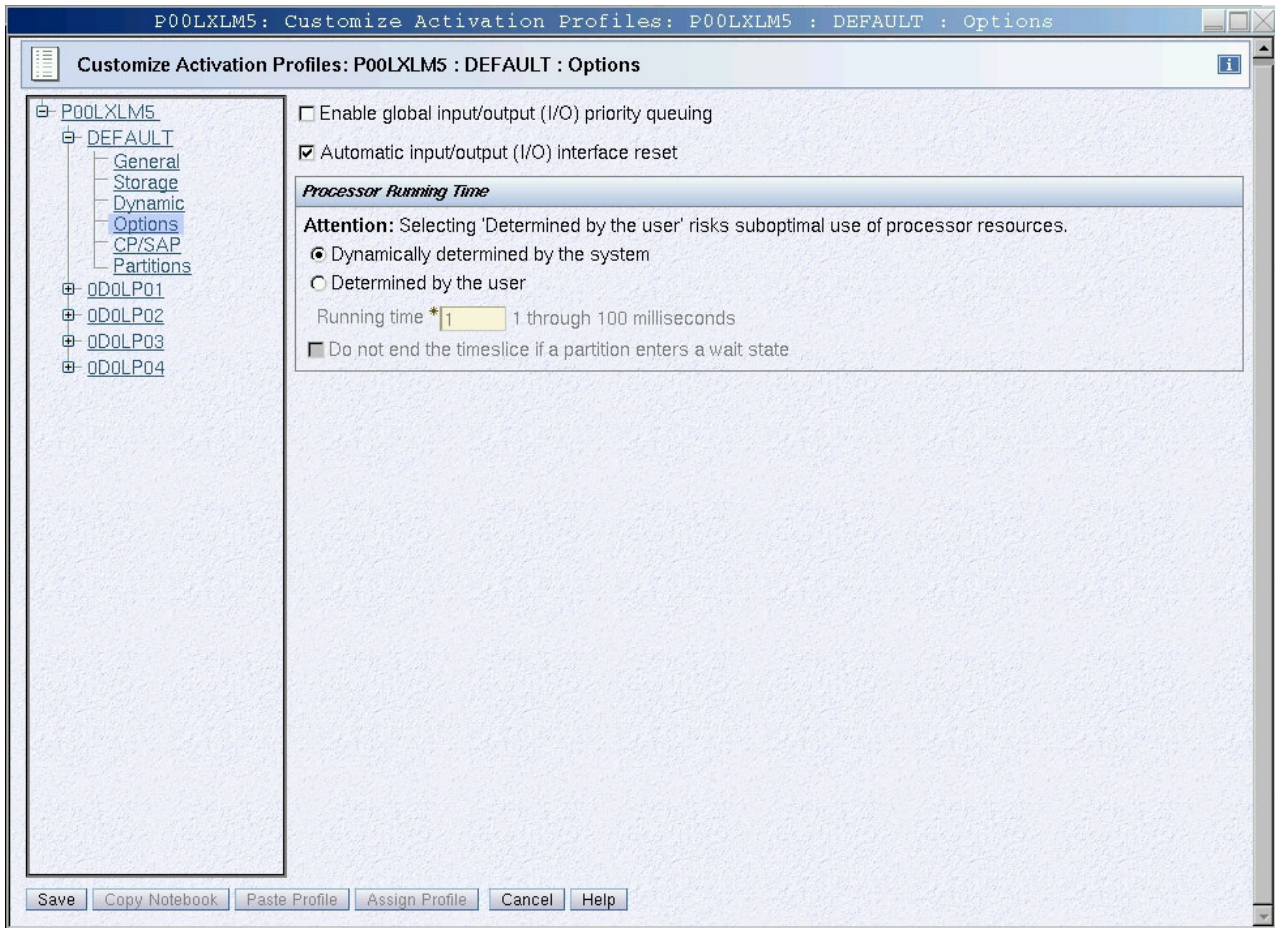 P00LXLM5: Customize Activation Profiles: P00LXLM5 : DEFAULT : Options
Customize Activation Profiles: P00LXLM5 : DEFAULT : Options
i
P00LXLM5
DEFAULT
General
Storage
Dynamic
Options
CP/SAP
Partitions
0D0LP01
0D0LP02
0D0LP03
0D0LP04
Enable global input/output (I/O) priority queuing
Automatic input/output (I/O) interface reset
Processor Running Time
Attention: Selecting 'Determined by the user' risks suboptimal use of processor resources.
Dynamically determined by the system
Determined by the user
Running time * 1 1 through 100 milliseconds
Do not end the timeslice if a partition enters a wait state
Save Copy Notebook Paste Profile Assign Profile Cancel Help